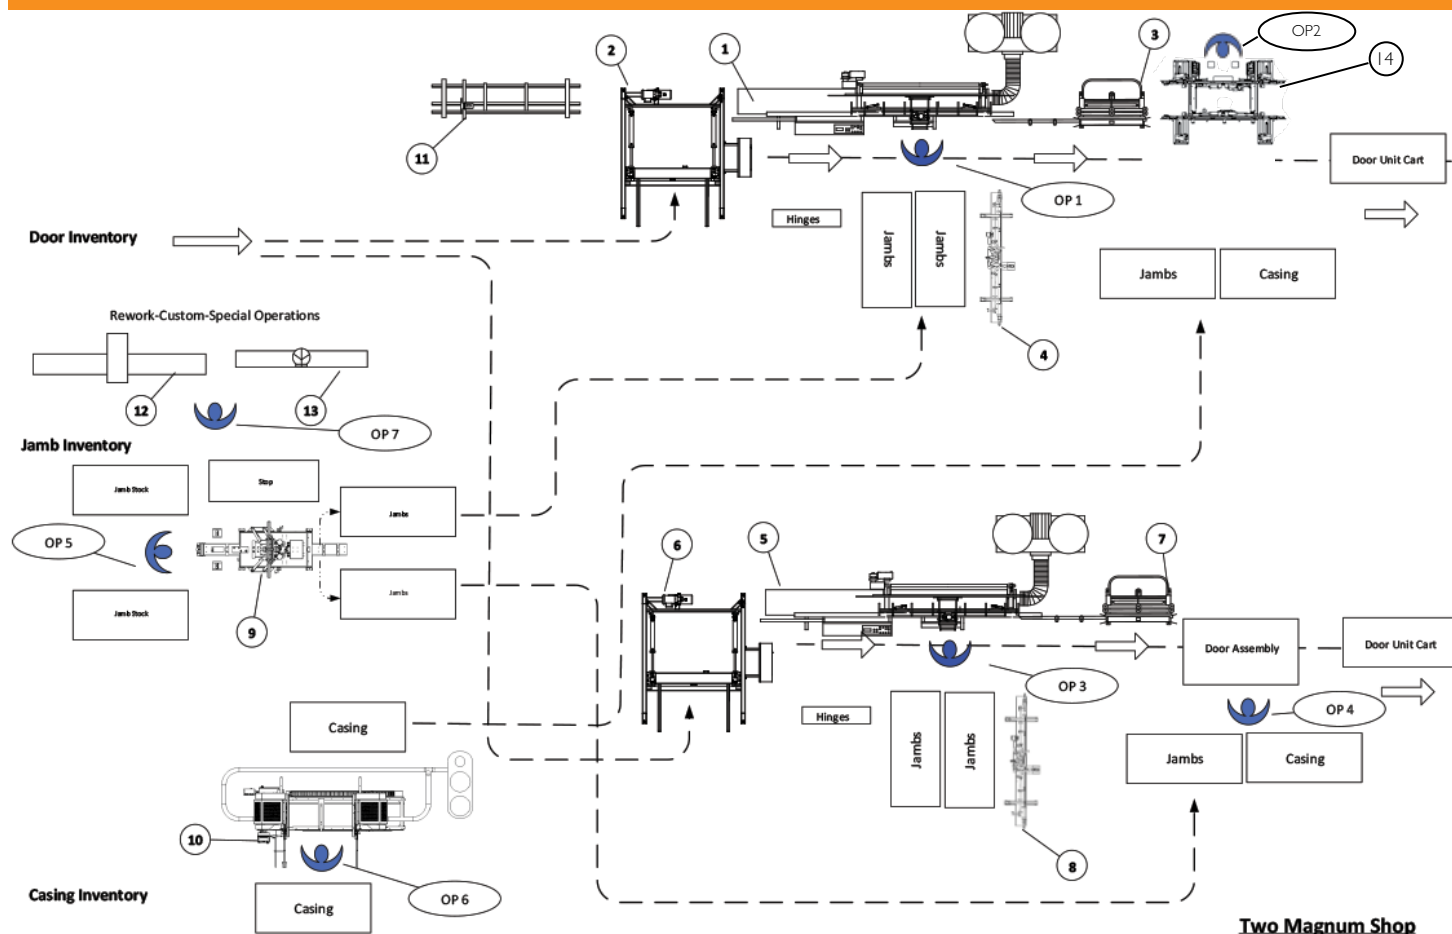 OP2
2
1
3
14
11
Door Unit Cart
OP 1
Hinges
Door Inventory
Jambs
Jambs
Jambs
Casing
Rework-Custom-Special Operations
4
12
13
OP 7
Jamb Inventory
Jamb Stock
Stop
Jambs
OP 5
6
5
7
Jambs
Jamb Stock
9
Door Assembly
Door Unit Cart
OP 3
Hinges
OP 4
Casing
Jambs
Jambs
Jambs
Casing
10
8
Casing Inventory
OP 6
Casing
Two Magnum Shop